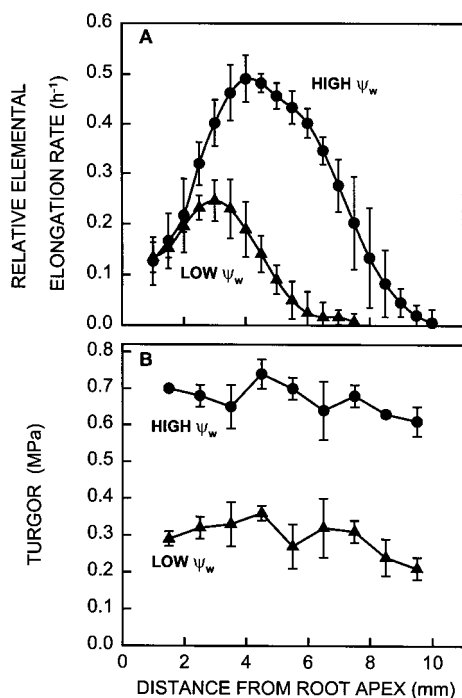 A
0.6
0.5
0.4
0.3
0.2
0.1
0.0
RELATIVE ELEMENTAL
ELONGATION RATE (h⁻¹)
HIGH ψw
LOW ψw
B
0.8
0.7
0.6
0.5
0.4
0.3
0.2
0.1
0.0
TURGOR (MPa)
HIGH ψw
LOW ψw
0 2 4 6 8 10
DISTANCE FROM ROOT APEX (mm)